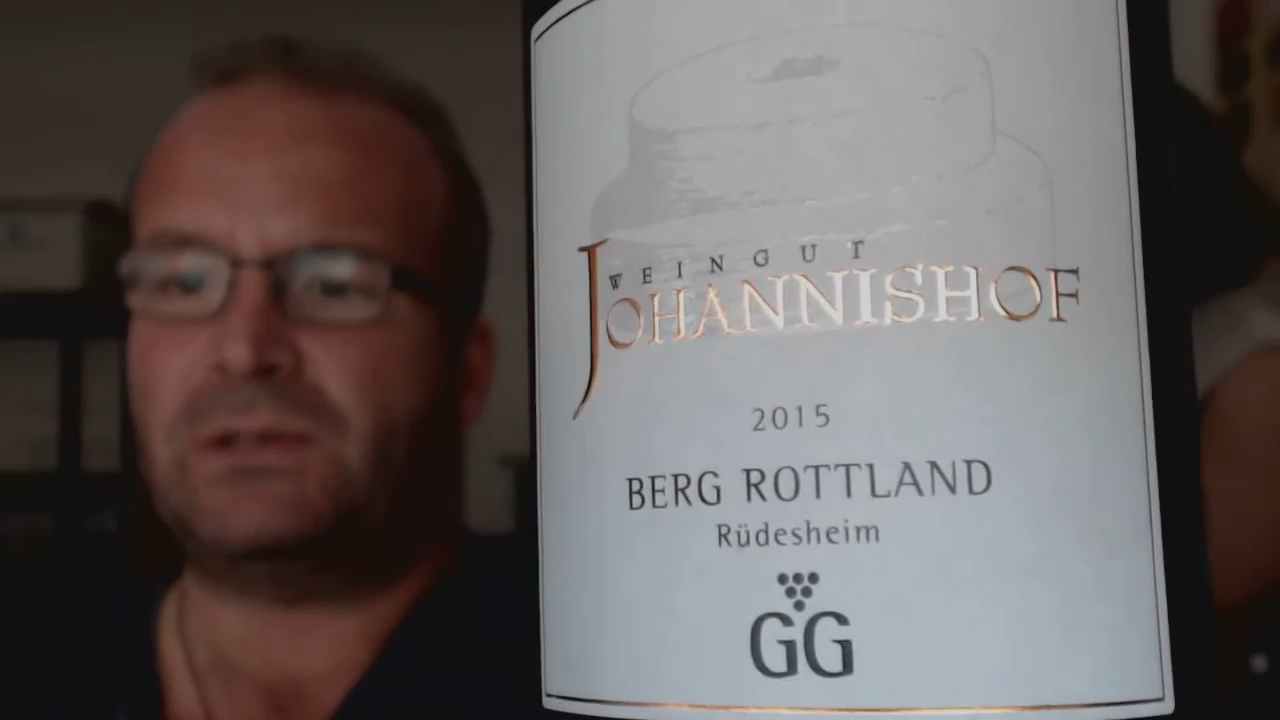 WEINGUT
JOHANNISHOF
2015
BERG ROTTLAND
Rüdesheim
GG